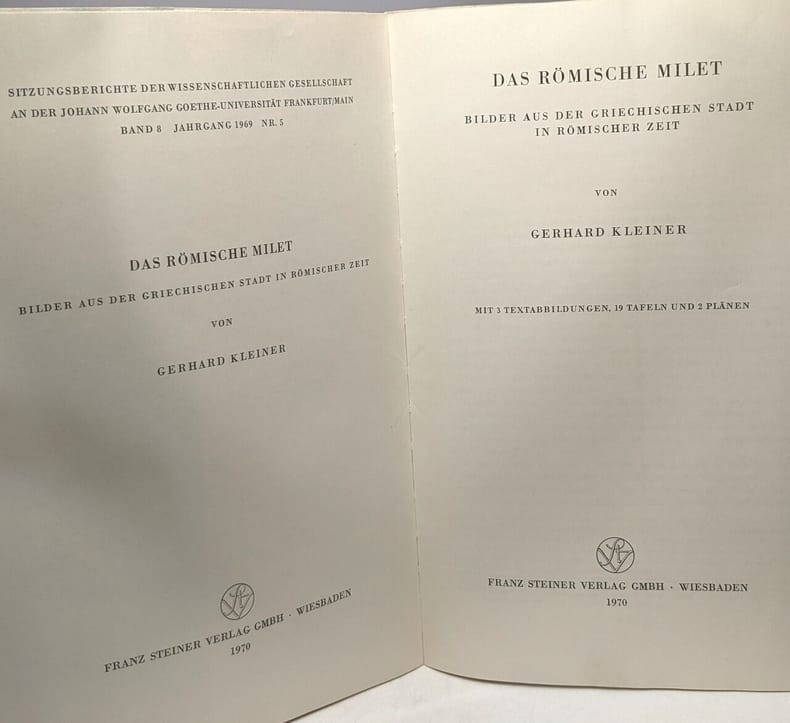 SITZUNGSBERICHTE DER WISSENSCHAFTLICHEN GESELLSCHAFT
AN DER JOHANN WOLFGANG GOETHE-UNIVERSITÄT FRANKFURT/MAIN
BAND 8 JAHRGANG 1969 NR. 5
DAS RÖMISCHE MILET
BILDER AUS DER GRIECHISCHEN STADT IN RÖMISCHER ZEIT
VON
GERHARD KLEINER
FRANZ STEINER VERLAG GMBH · WIESBADEN
1970
DAS RÖMISCHE MILET
BILDER AUS DER GRIECHISCHEN STADT
IN RÖMISCHER ZEIT
VON
GERHARD KLEINER
MIT 3 TEXTABBILDUNGEN, 19 TAFELN UND 2 PLÄNEN
FRANZ STEINER VERLAG GMBH · WIESBADEN
1970